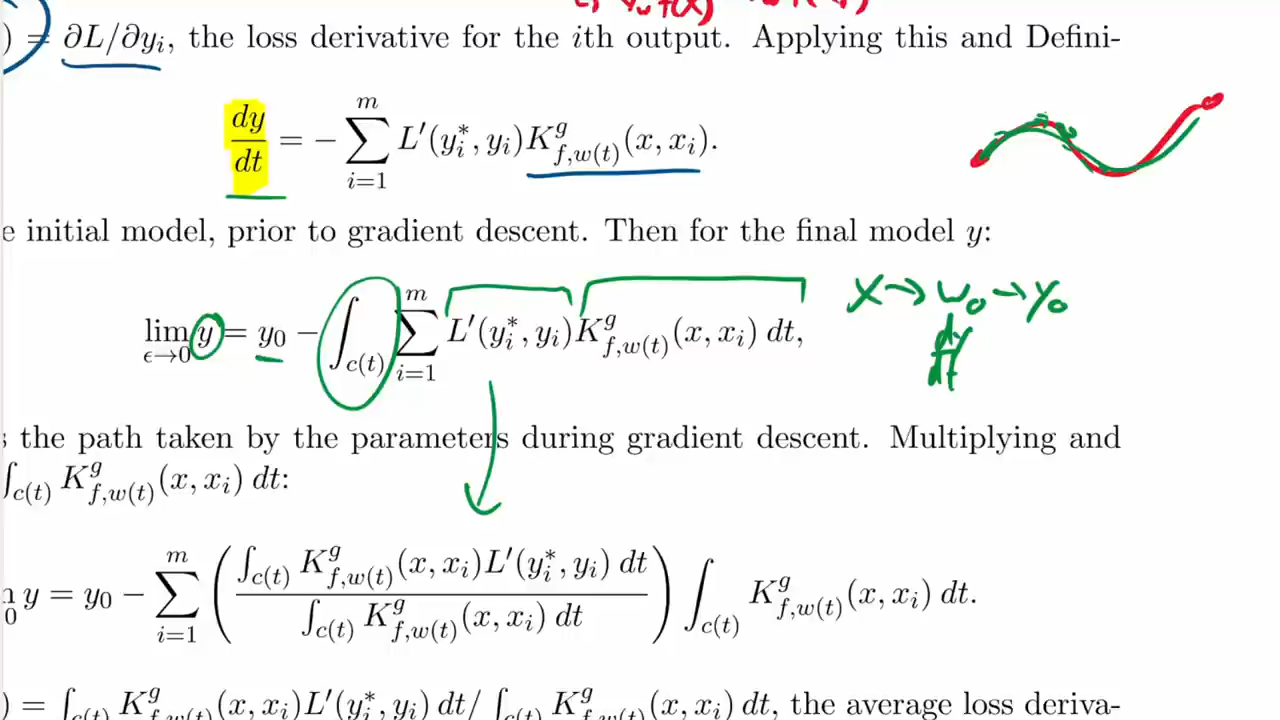 ) = ∂L/∂y_i, the loss derivative for the ith output. Applying this and Defini-
dy/dt = − ∑_{i=1}^{m} L′(y_i^*, y_i)K^g_{f,w(t)}(x, x_i).
e initial model, prior to gradient descent. Then for the final model y:
x → w_0 → y_0
dy/dt
lim_{ϵ→0} y = y_0 − ∫_{c(t)} ∑_{i=1}^{m} L′(y_i^*, y_i)K^g_{f,w(t)}(x, x_i) dt,
s the path taken by the parameters during gradient descent. Multiplying and
∫_{c(t)} K^g_{f,w(t)}(x, x_i) dt:
y = y_0 − ∑_{i=1}^{m} ( ∫_{c(t)} K^g_{f,w(t)}(x, x_i)L′(y_i^*, y_i) dt / ∫_{c(t)} K^g_{f,w(t)}(x, x_i) dt ) ∫_{c(t)} K^g_{f,w(t)}(x, x_i) dt.
) = ∫_{c(t)} K^g_{f,w(t)}(x, x_i)L′(y_i^*, y_i) dt/ ∫_{c(t)} K^g_{f,w(t)}(x, x_i) dt, the average loss deriva-